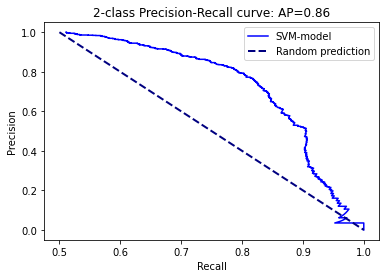 2-class Precision-Recall curve: AP=0.86
SVM-model
Random prediction
Precision
1.0
0.8
0.6
0.4
0.2
0.0
0.5
0.6
0.7
0.8
0.9
1.0
Recall